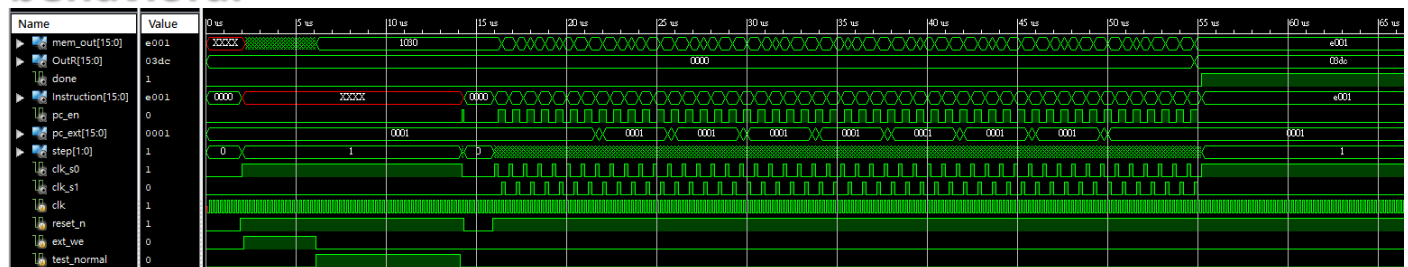 Name Value 0 us 5 us 10 us 15 us 20 us 25 us 30 us 35 us 40 us 45 us 50 us 55 us 60 us 65 us
mem_out[15:0] e001 XXXX 1030 e001
OutR[15:0] 03dc 0000 03dc
done 1
Instruction[15:0] e001 0000 XXXX 0000 e001
pc_en 0
pc_ext[15:0] 0001 0001 0001 0001 0001 0001 0001 0001 0001 0001
step[1:0] 1 0 1 0 1
clk_s0 1
clk_s1 0
clk 1
reset_n 1
ext_we 0
test_normal 0